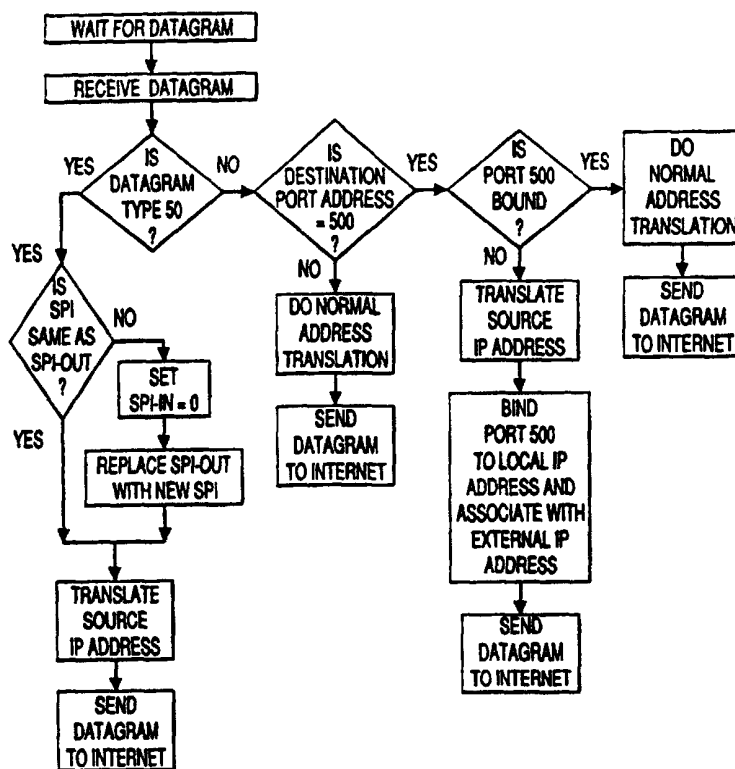 WAIT FOR DATAGRAM
RECEIVE DATAGRAM
YES
IS
DATAGRAM
TYPE 50
?
NO
IS
DESTINATION
PORT ADDRESS
= 500
?
YES
IS
PORT 500
BOUND
?
YES
DO
NORMAL
ADDRESS
TRANSLATION
SEND
DATAGRAM
TO INTERNET
YES
IS
SPI
SAME AS
SPI-OUT
?
NO
SET
SPI-IN = 0
REPLACE SPI-OUT
WITH NEW SPI
YES
TRANSLATE
SOURCE
IP ADDRESS
SEND
DATAGRAM
TO INTERNET
NO
DO NORMAL
ADDRESS
TRANSLATION
SEND
DATAGRAM
TO INTERNET
NO
TRANSLATE
SOURCE
IP ADDRESS
BIND
PORT 500
TO LOCAL IP
ADDRESS AND
ASSOCIATE WITH
EXTERNAL IP
ADDRESS
SEND
DATAGRAM
TO INTERNET